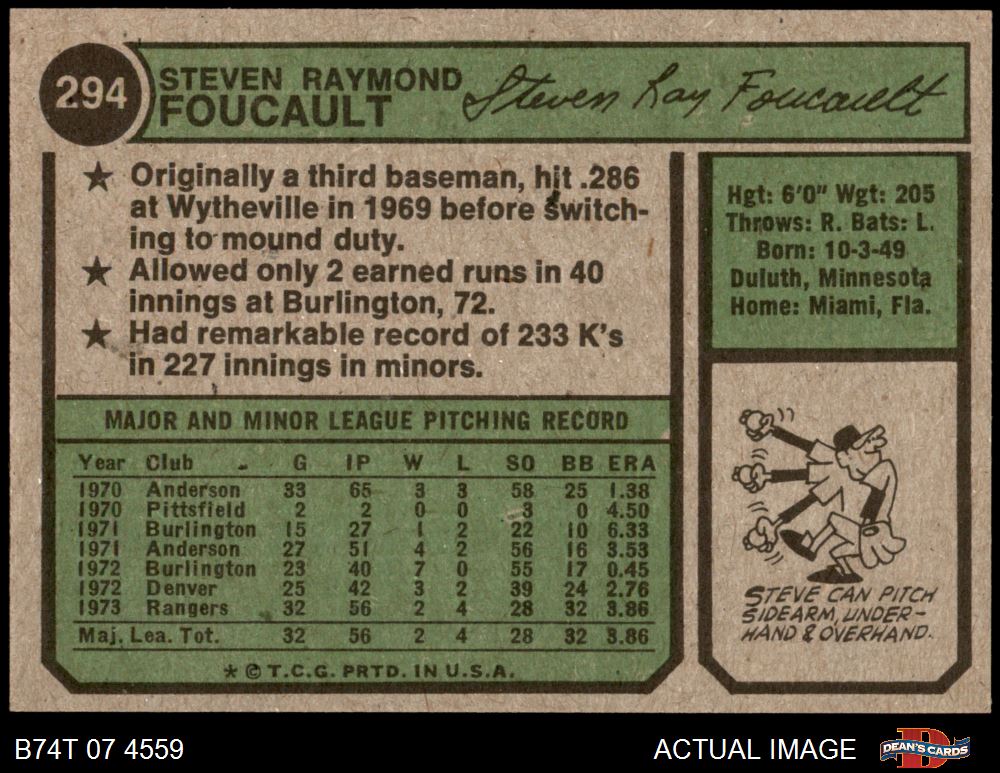 294
STEVEN RAYMOND
FOUCAULT
Steven Ray Foucault
★ Originally a third baseman, hit .286
at Wytheville in 1969 before switch-
ing to mound duty.
★ Allowed only 2 earned runs in 40
innings at Burlington, 72.
★ Had remarkable record of 233 K's
in 227 innings in minors.
Hgt: 6'0" Wgt: 205
Throws: R. Bats: L.
Born: 10-3-49
Duluth, Minnesota
Home: Miami, Fla.
MAJOR AND MINOR LEAGUE PITCHING RECORD
Year Club G IP W L SO BB ERA
1970 Anderson 33 65 3 3 58 25 1.38
1970 Pittsfield 2 2 0 0 3 0 4.50
1971 Burlington 15 27 1 2 22 10 6.33
1971 Anderson 27 51 4 2 56 16 3.53
1972 Burlington 23 40 7 0 55 17 0.45
1972 Denver 25 42 3 2 39 24 2.76
1973 Rangers 32 56 2 4 28 32 3.86
Maj. Lea. Tot. 32 56 2 4 28 32 3.86
* © T.C.G. PRTD. IN U.S.A.
STEVE CAN PITCH
SIDEARM, UNDER-
HAND & OVERHAND.
B74T 07 4559
ACTUAL IMAGE
DEAN'S CARDS